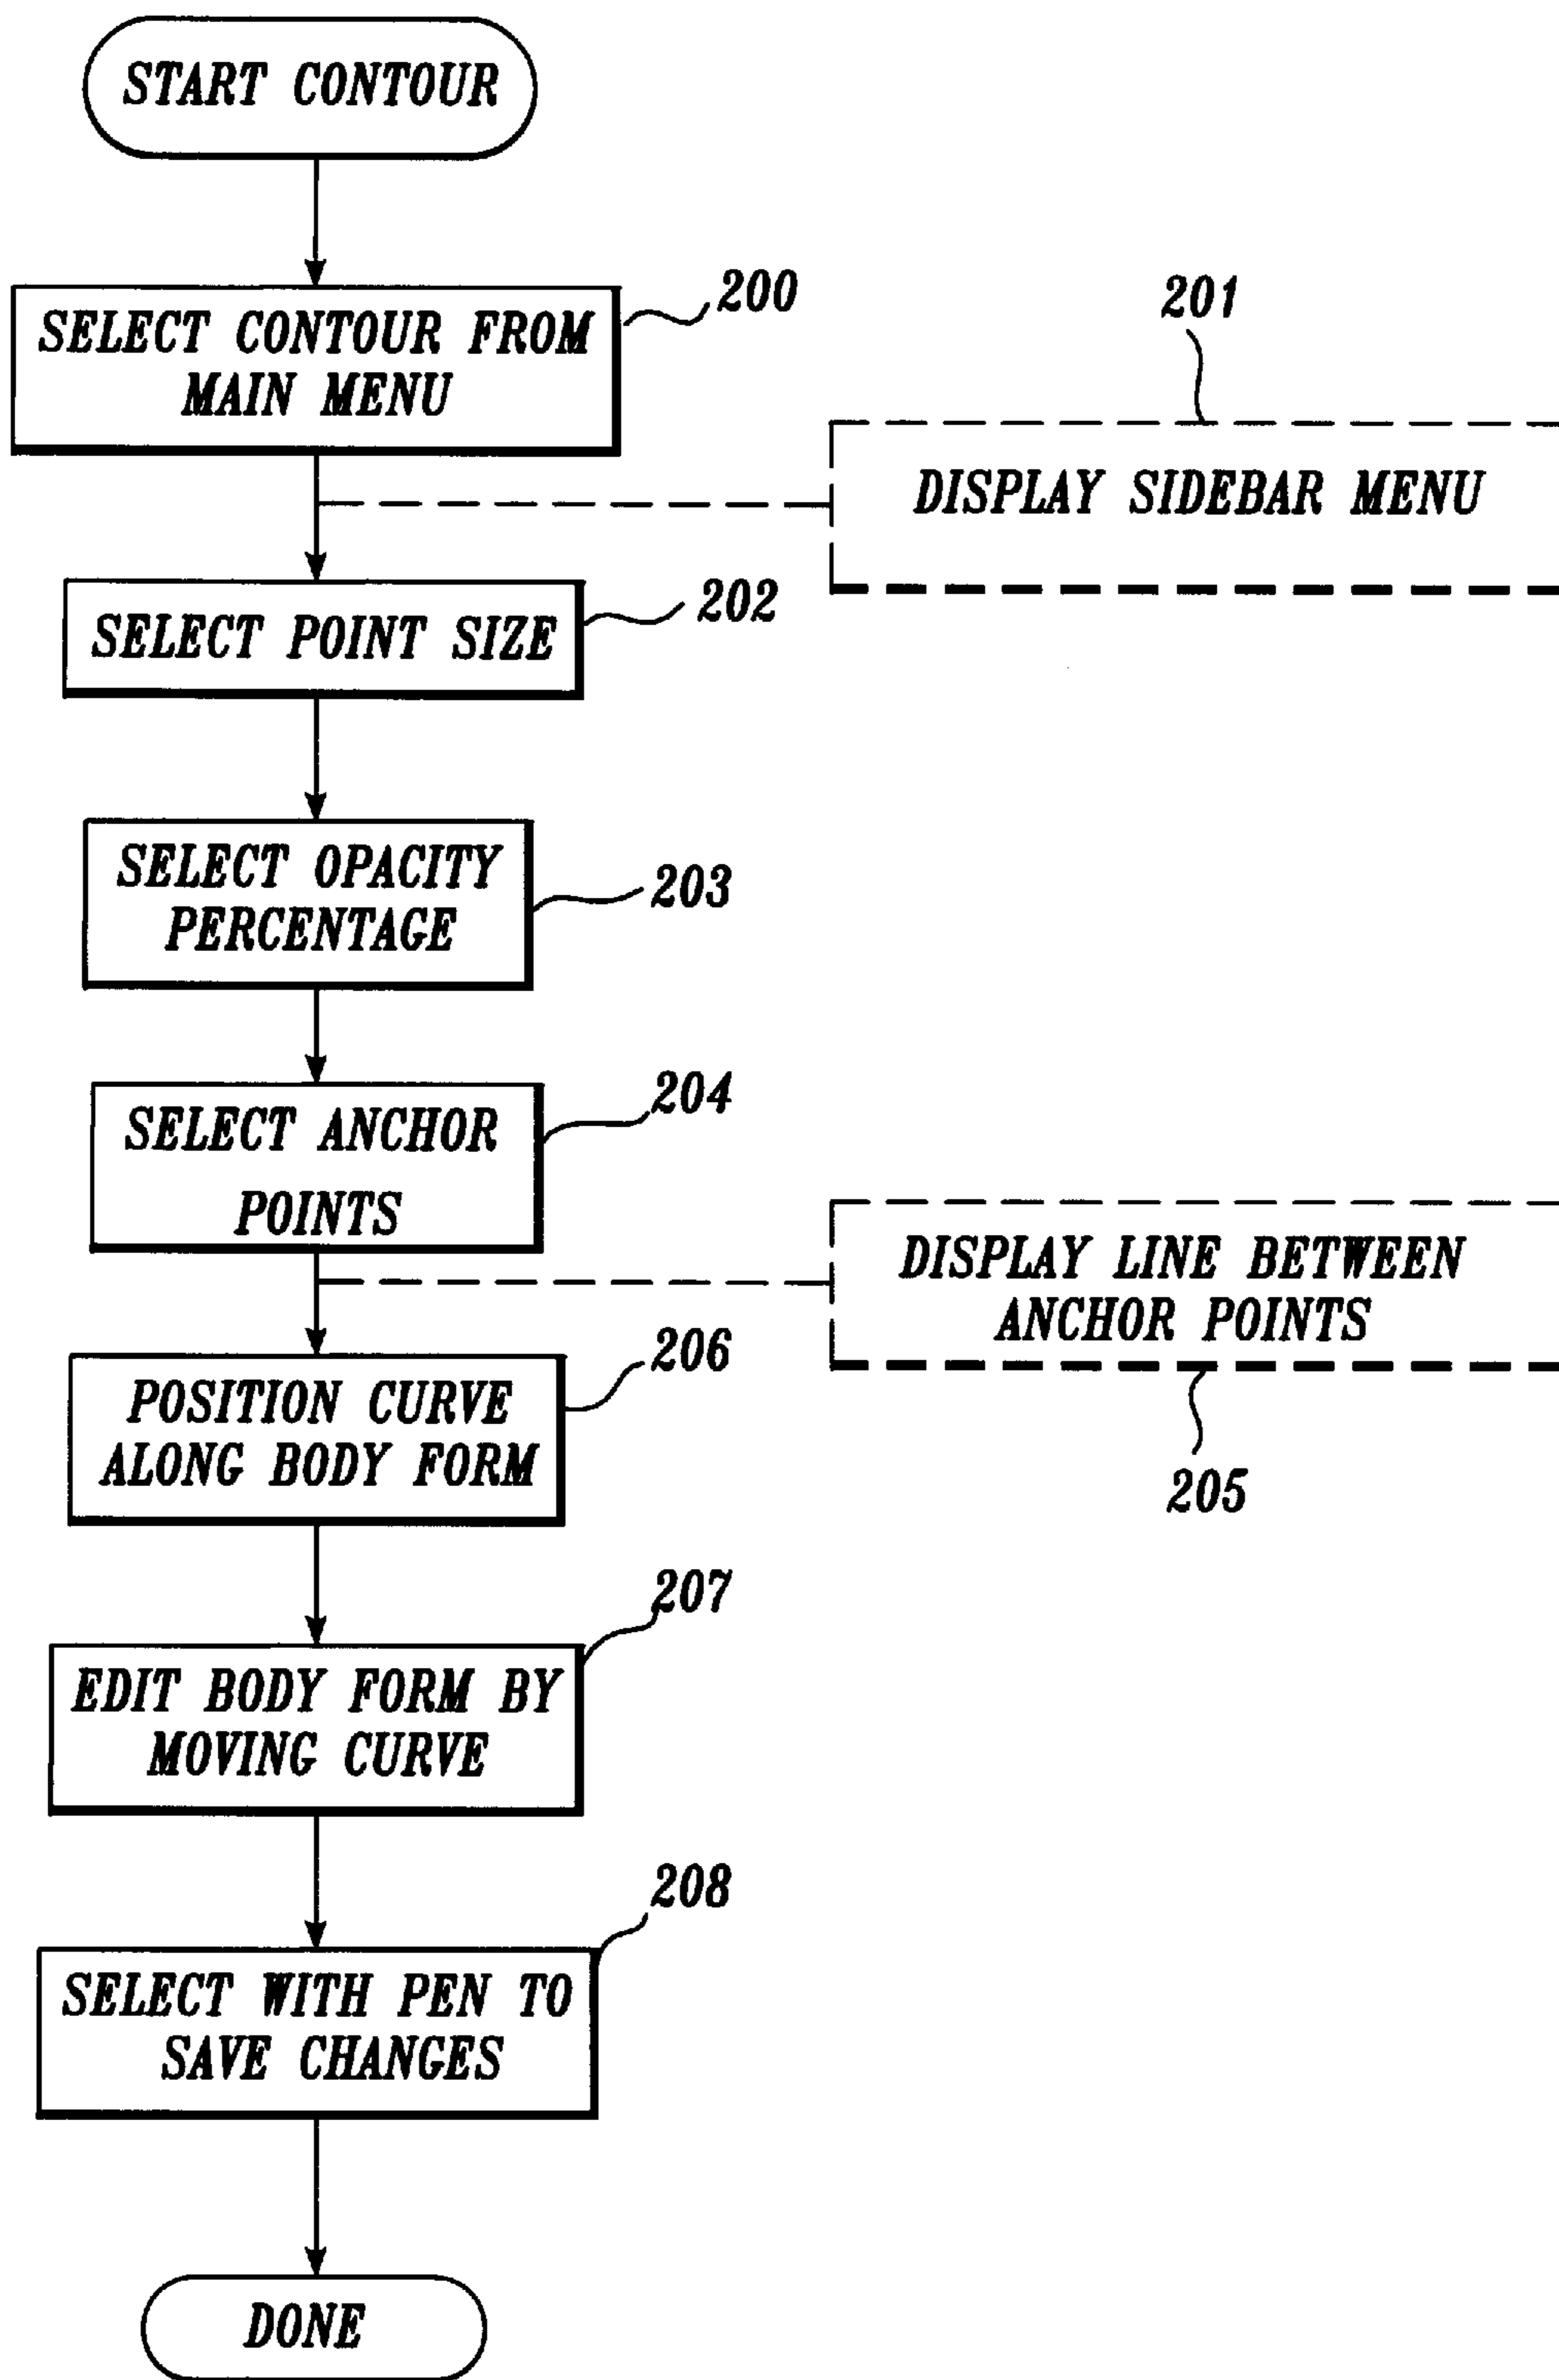 START CONTOUR
200
SELECT CONTOUR FROM
MAIN MENU
201
DISPLAY SIDEBAR MENU
202
SELECT POINT SIZE
SELECT OPACITY
PERCENTAGE
203
204
SELECT ANCHOR
POINTS
DISPLAY LINE BETWEEN
ANCHOR POINTS
205
206
POSITION CURVE
ALONG BODY FORM
207
EDIT BODY FORM BY
MOVING CURVE
208
SELECT WITH PEN TO
SAVE CHANGES
DONE